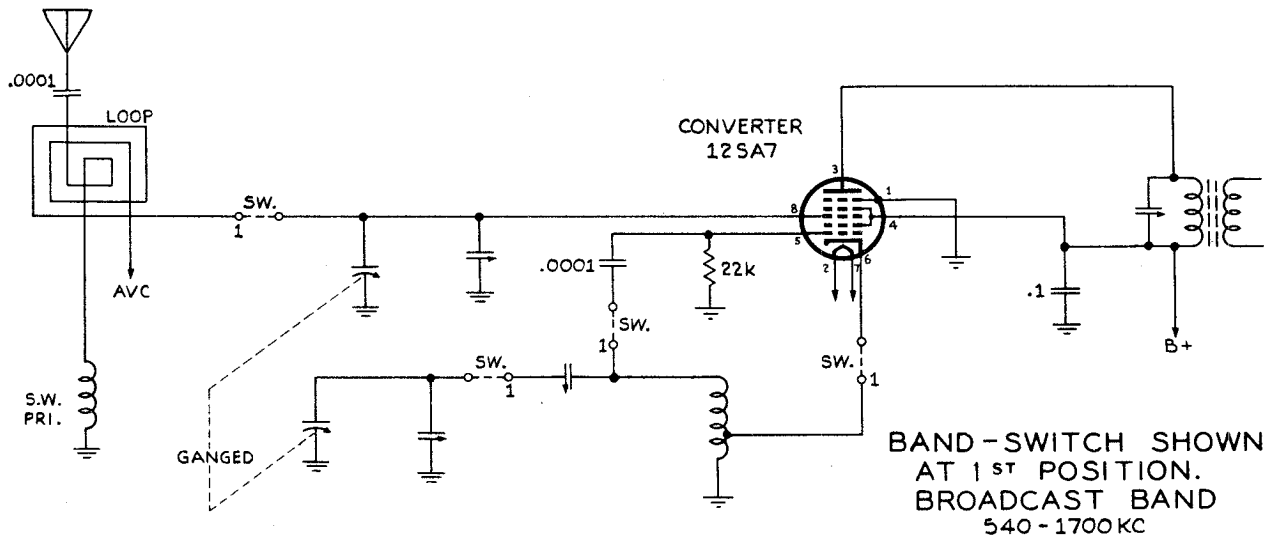 .0001
LOOP
AVC
S.W.
PRI.
SW.
1
GANGED
SW.
1
.0001
SW.
1
22K
CONVERTER
12SA7
3
1
8
4
5
2
7
6
SW.
1
.1
B+
BAND-SWITCH SHOWN
AT 1ST POSITION.
BROADCAST BAND
540-1700KC